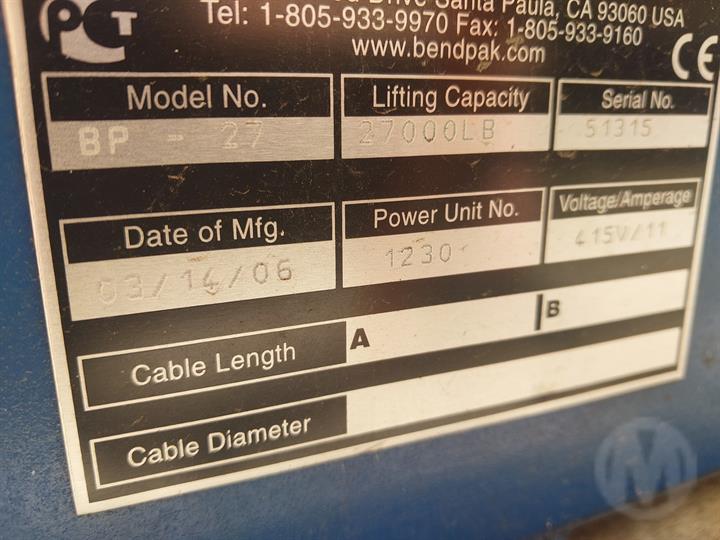 PCT Drive Santa Paula, CA 93060 USA
Tel: 1-805-933-9970 Fax: 1-805-933-9160
www.bendpak.com
CE
Model No. Lifting Capacity Serial No.
BP - 27 27000LB 51315
Date of Mfg. Power Unit No. Voltage/Amperage
03/14/06 1230 415V/11
Cable Length A B
Cable Diameter
M